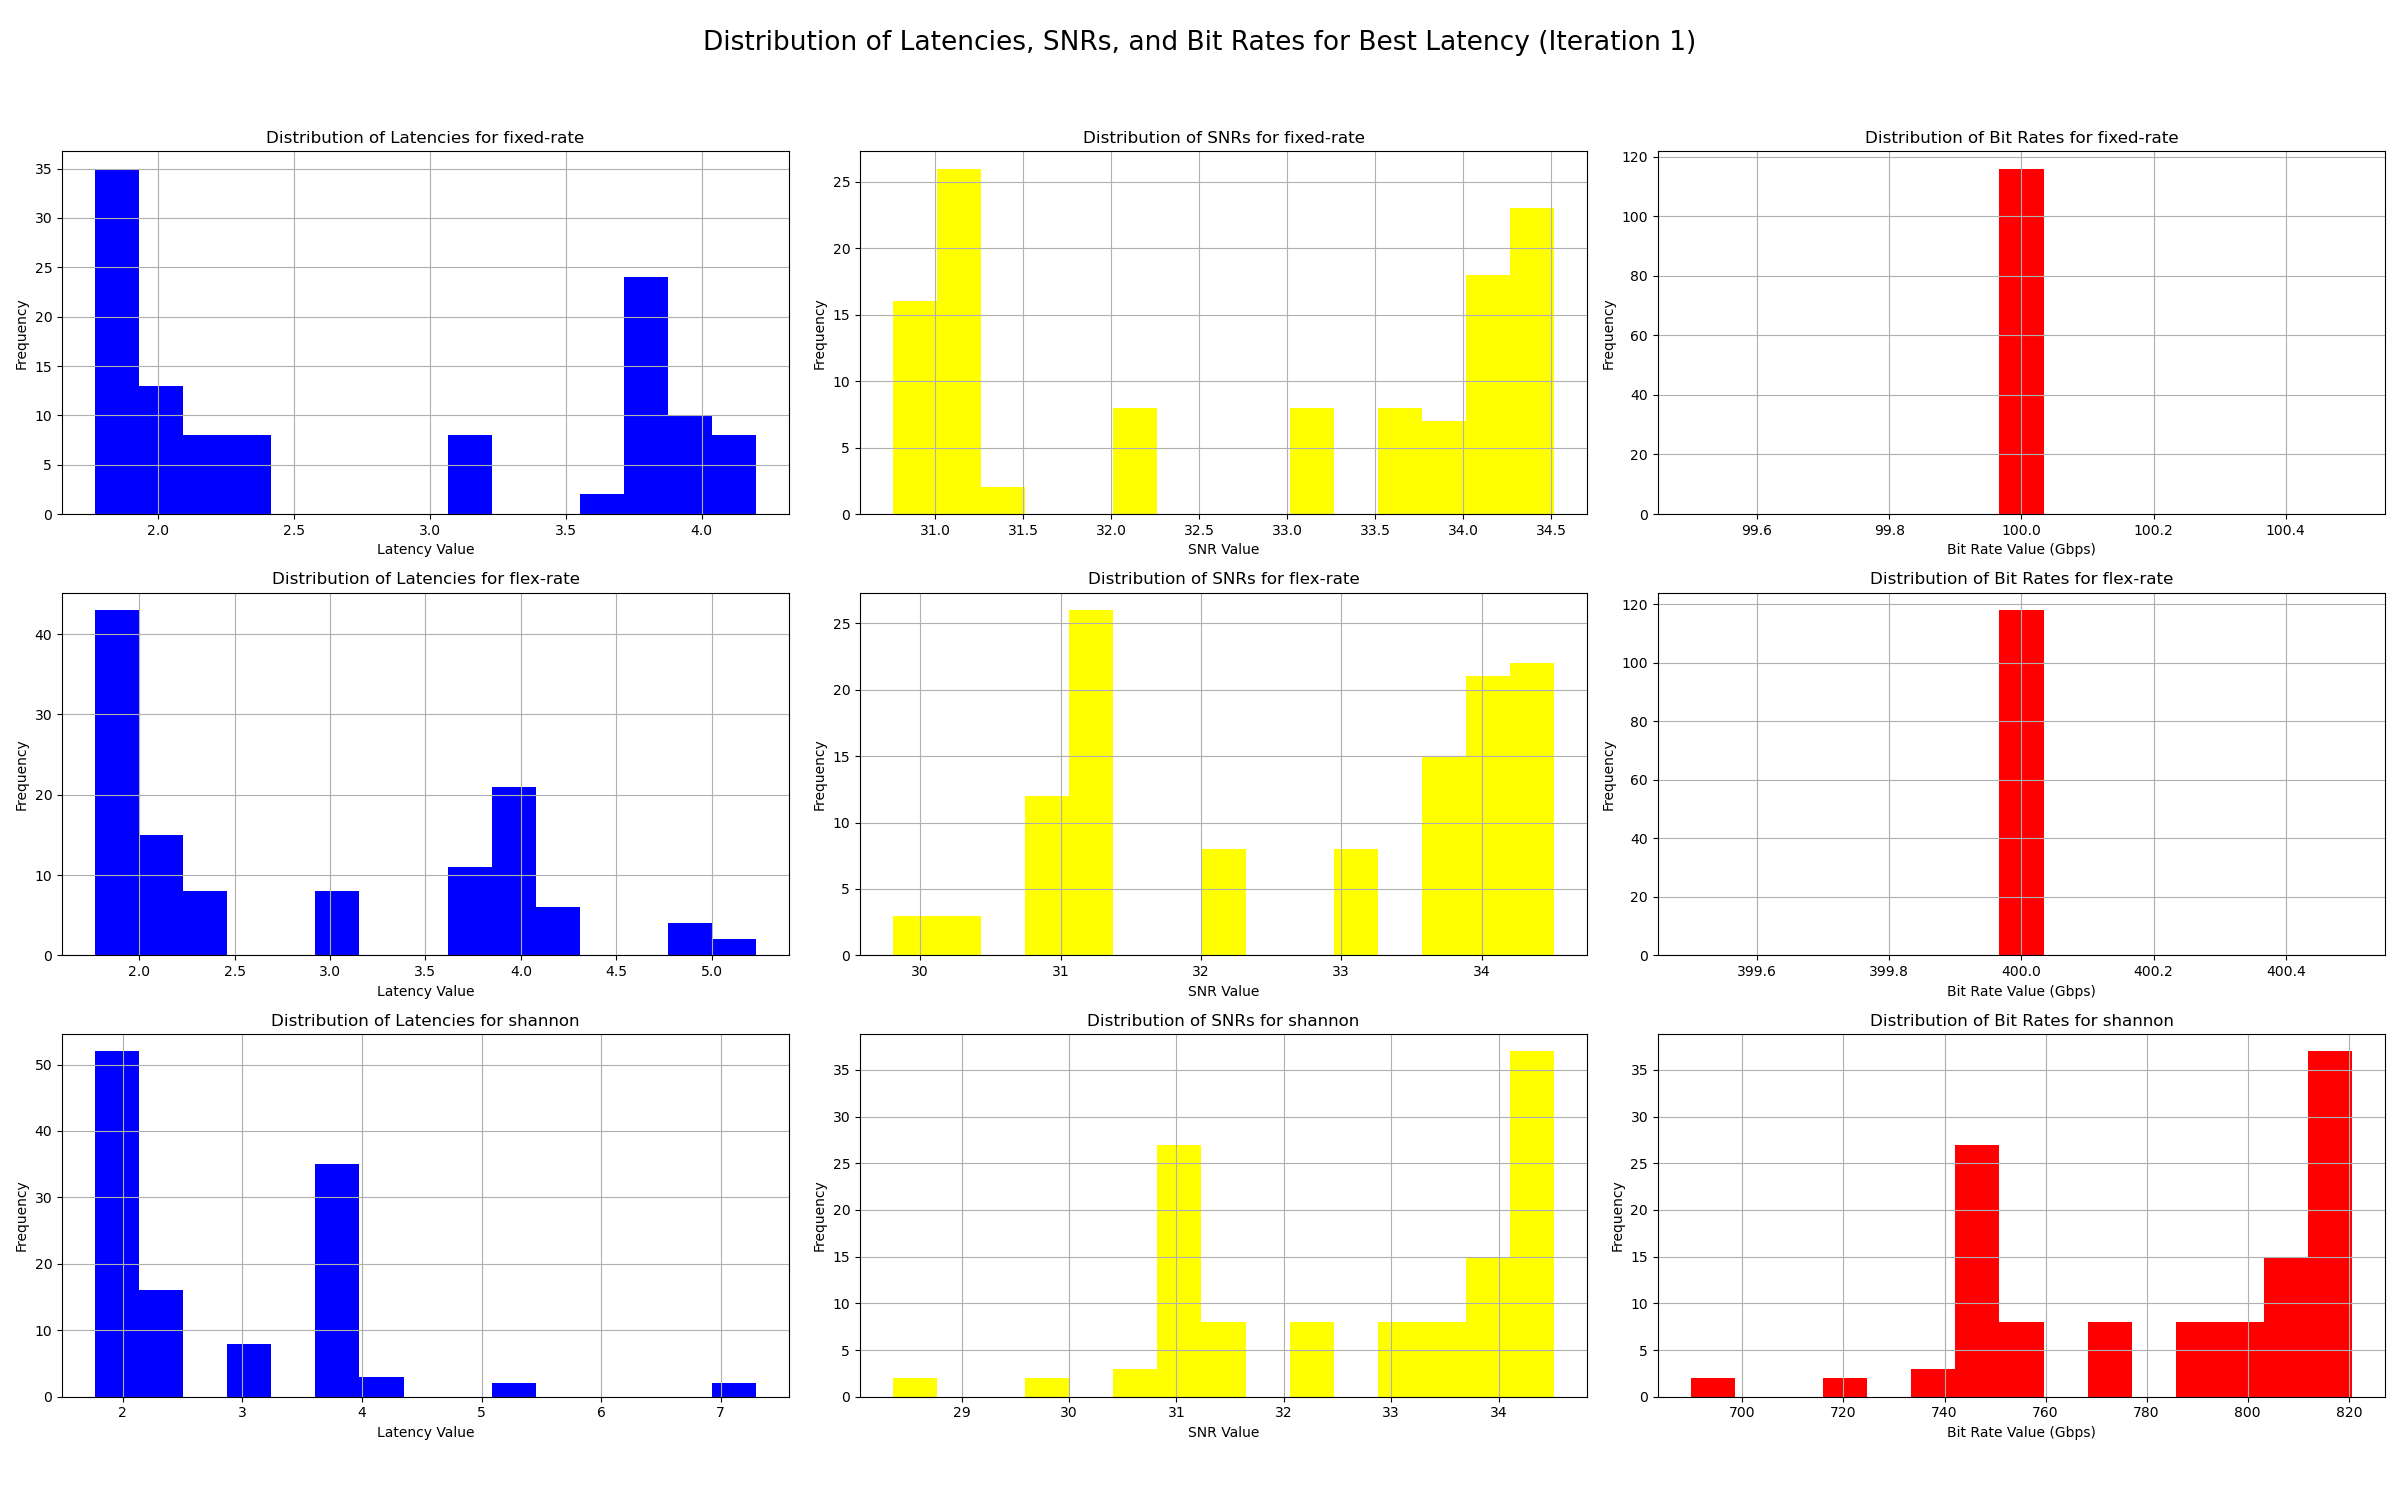 Distribution of Latencies, SNRs, and Bit Rates for Best Latency (Iteration 1)
Distribution of Latencies for fixed-rate
Frequency
35
30
25
20
15
10
5
0
2.0 2.5 3.0 3.5 4.0
Latency Value
Distribution of SNRs for fixed-rate
Frequency
25
20
15
10
5
0
31.0 31.5 32.0 32.5 33.0 33.5 34.0 34.5
SNR Value
Distribution of Bit Rates for fixed-rate
Frequency
120
100
80
60
40
20
0
99.6 99.8 100.0 100.2 100.4
Bit Rate Value (Gbps)
Distribution of Latencies for flex-rate
Frequency
40
30
20
10
0
2.0 2.5 3.0 3.5 4.0 4.5 5.0
Latency Value
Distribution of SNRs for flex-rate
Frequency
25
20
15
10
5
0
30 31 32 33 34
SNR Value
Distribution of Bit Rates for flex-rate
Frequency
120
100
80
60
40
20
0
399.6 399.8 400.0 400.2 400.4
Bit Rate Value (Gbps)
Distribution of Latencies for shannon
Frequency
50
40
30
20
10
0
2 3 4 5 6 7
Latency Value
Distribution of SNRs for shannon
Frequency
35
30
25
20
15
10
5
0
29 30 31 32 33 34
SNR Value
Distribution of Bit Rates for shannon
Frequency
35
30
25
20
15
10
5
0
700 720 740 760 780 800 820
Bit Rate Value (Gbps)